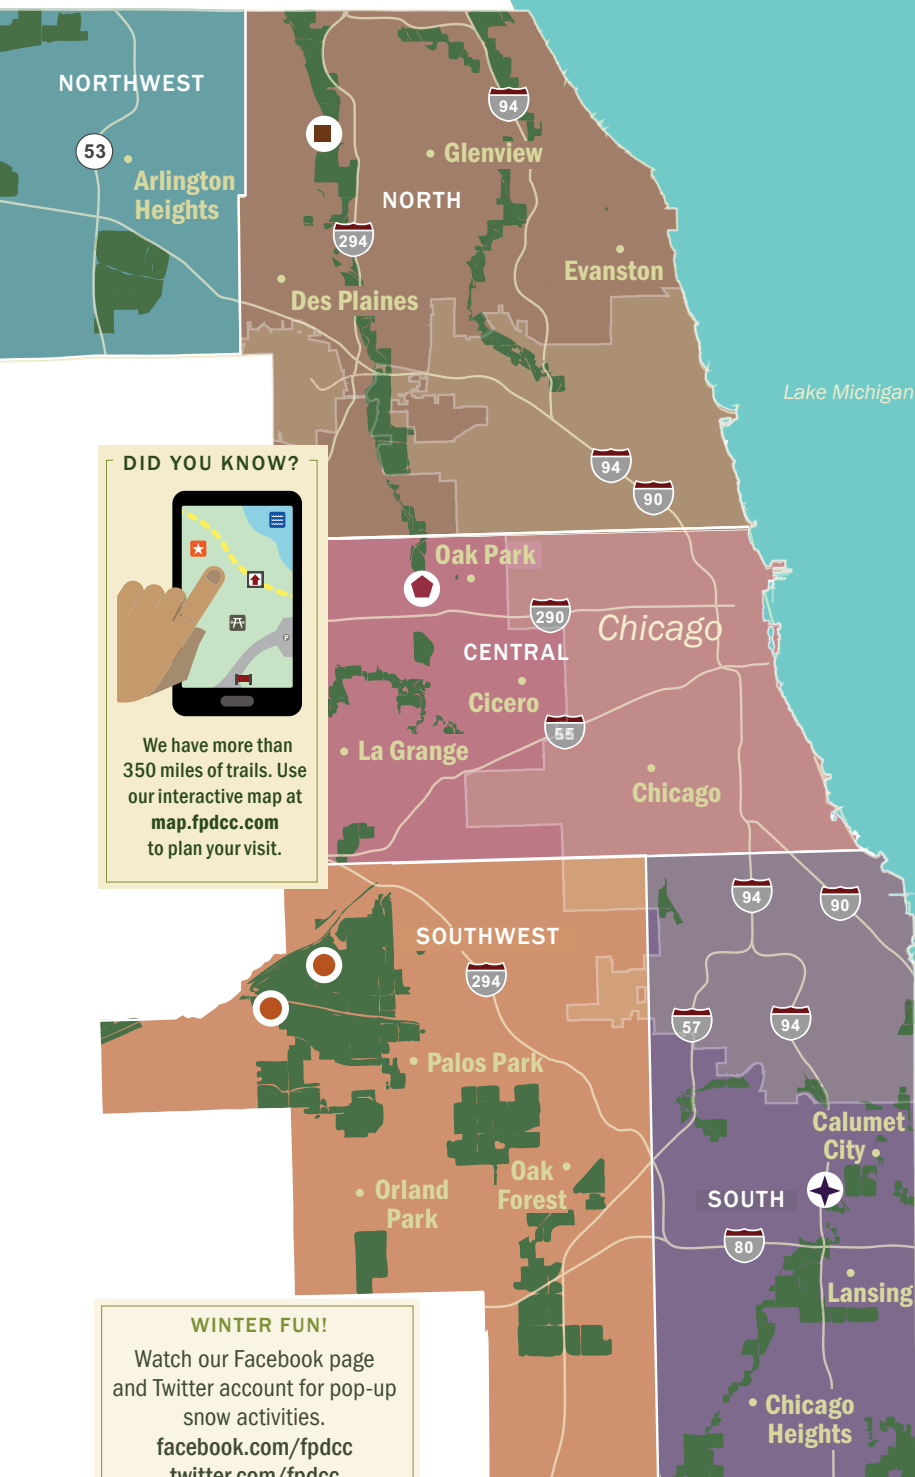 NORTHWEST
94
53
Glenview
Arlington
Heights
NORTH
294
Evanston
Des Plaines
Lake Michigan
94
90
DID YOU KNOW?
P
We have more than
350 miles of trails. Use
our interactive map at
map.fpdcc.com
to plan your visit.
Oak Park
290
Chicago
CENTRAL
Cicero
55
La Grange
Chicago
94
90
SOUTHWEST
294
57
94
Palos Park
Calumet
City
Oak
Forest
Orland
Park
SOUTH
80
Lansing
Chicago
Heights
WINTER FUN!
Watch our Facebook page
and Twitter account for pop-up
snow activities.
facebook.com/fpdcc
twitter.com/fpdcc